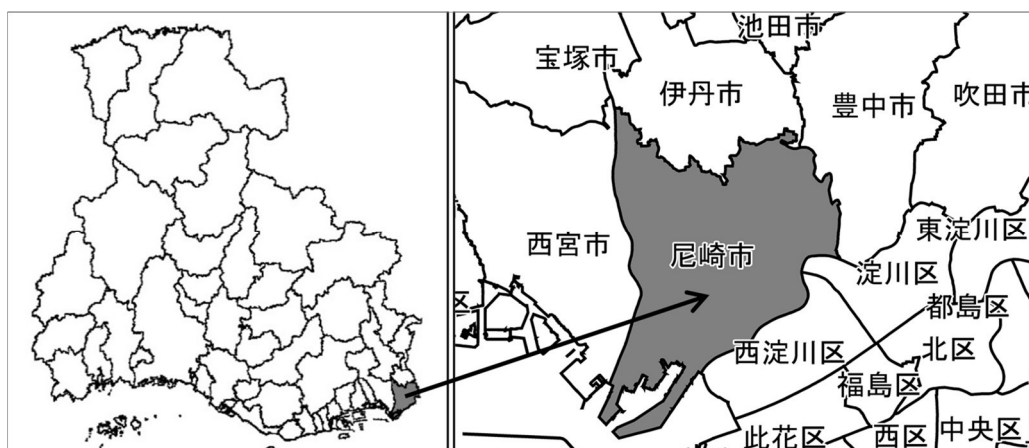 池田市
宝塚市
伊丹市
豊中市
吹田市
東淀川区
西宮市
尼崎市
淀川区
区
都島区
西淀川区
北区
福島区
此花区
西区
中央区